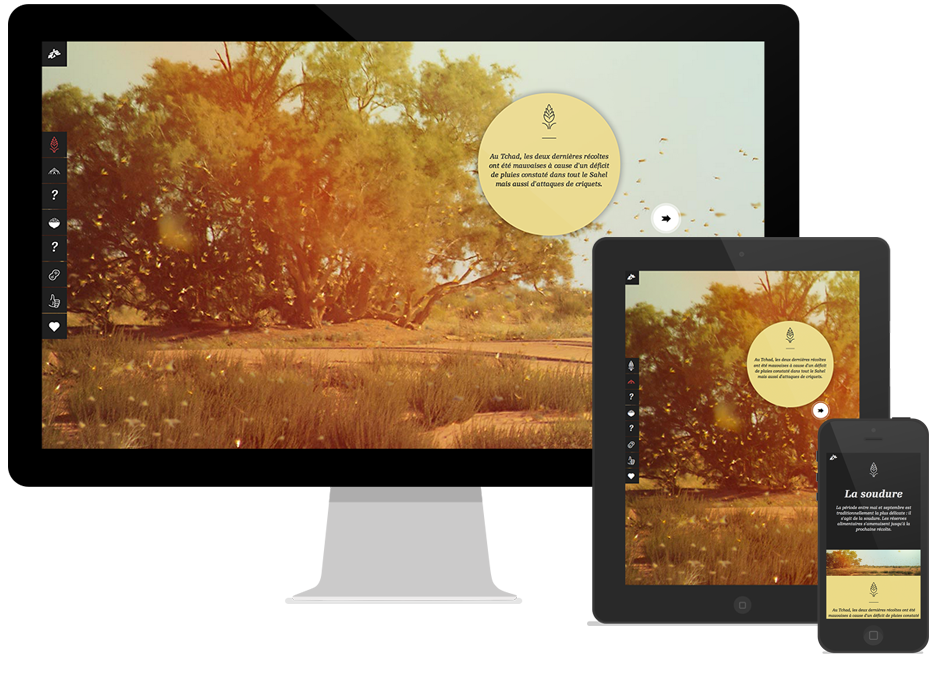 Au Tchad, les deux dernières récoltes
ont été mauvaises à cause d'un déficit
de pluies constaté dans tout le Sahel
mais aussi d'attaques de criquets.
?
?
Au Tchad, les deux dernières récoltes
ont été mauvaises à cause d'un déficit
de pluies constaté dans tout le Sahel
mais aussi d'attaques de criquets.
?
?
La soudure
La période entre mai et septembre est
traditionnellement la plus délicate : il
s'agit de la soudure. Les réserves
alimentaires s'amenuisent jusqu'à la
prochaine récolte.
Au Tchad, les deux dernières récoltes ont été
mauvaises à cause d'un déficit de pluies constaté